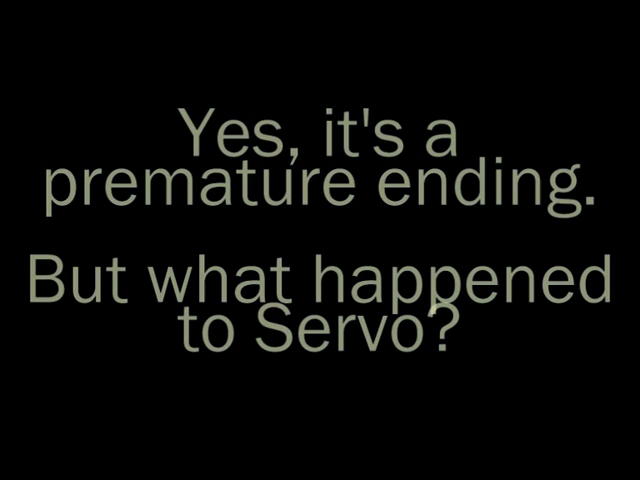 Yes, it's a
premature ending.
But what happened
to Servo?